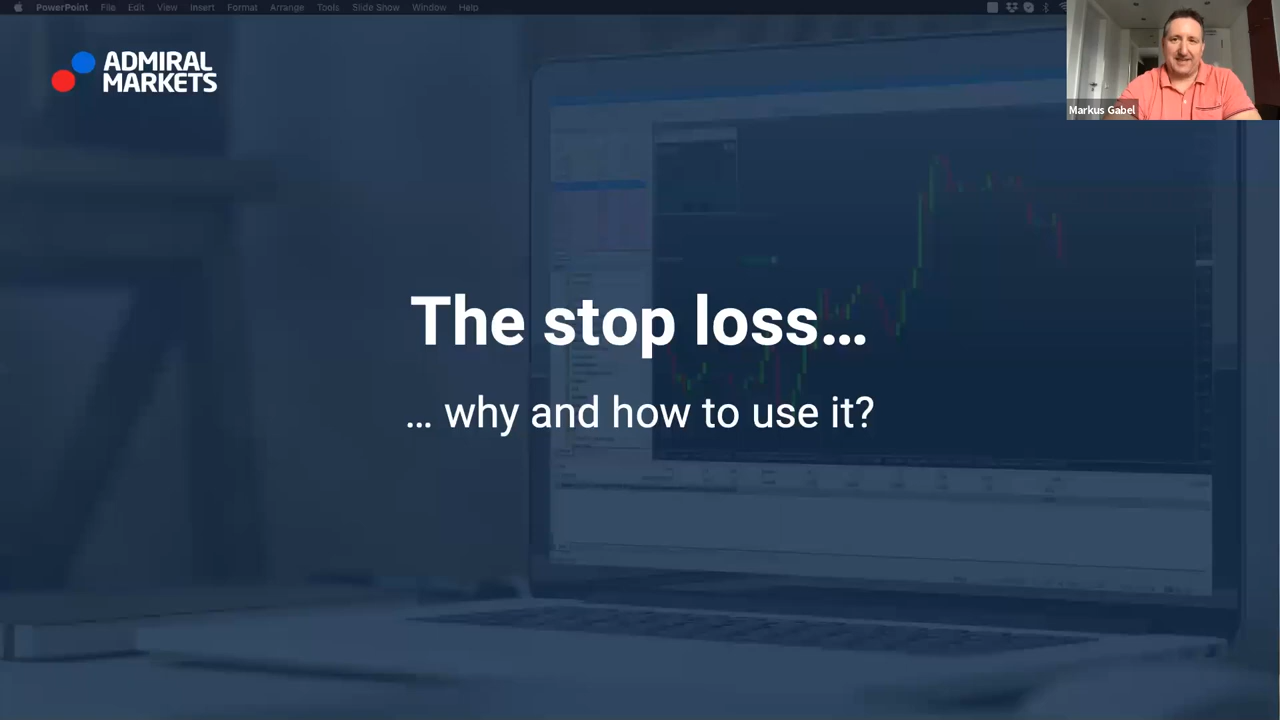 PowerPoint File Edit View Insert Format Arrange Tools Slide Show Window Help
ADMIRAL
MARKETS
Markus Gabel
The stop loss...
... why and how to use it?